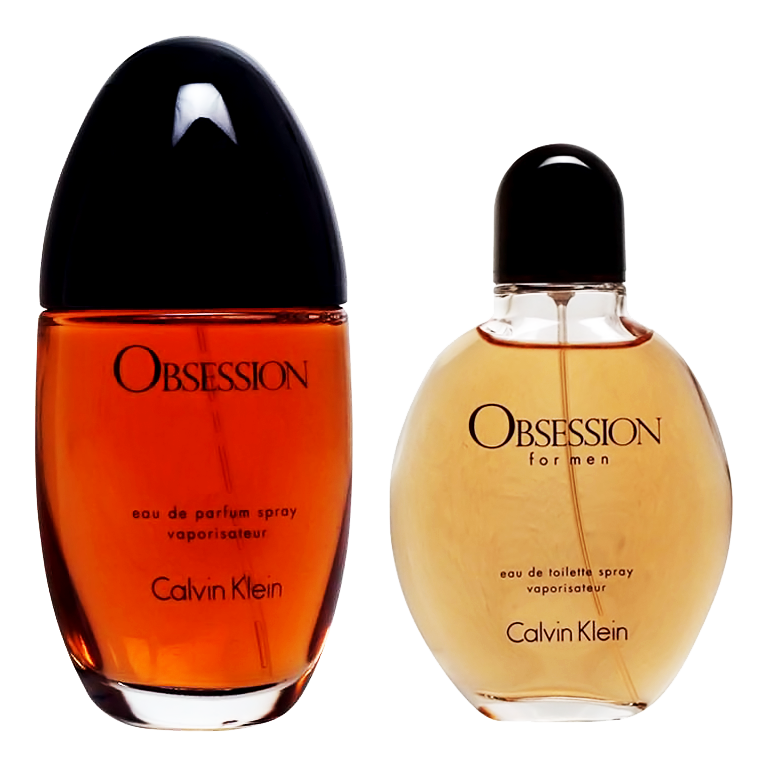 OBSESSION
eau de parfum spray
vaporisateur
Calvin Klein
OBSESSION
for men
eau de toilette spray
vaporisateur
Calvin Klein